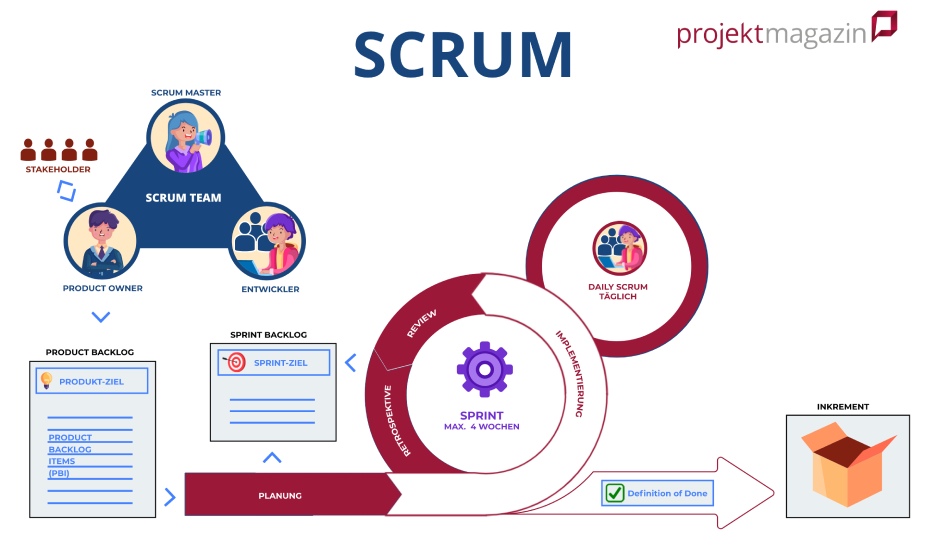 SCRUM
projektmagazin
SCRUM MASTER
STAKEHOLDER
SCRUM TEAM
PRODUCT OWNER
ENTWICKLER
DAILY SCRUM
TÄGLICH
PRODUCT BACKLOG
PRODUKT-ZIEL
PRODUCT
BACKLOG
ITEMS
(PBI)
SPRINT BACKLOG
SPRINT-ZIEL
REVIEW
RETROSPEKTIVE
IMPLEMENTIERUNG
SPRINT
MAX. 4 WOCHEN
PLANUNG
Definition of Done
INKREMENT